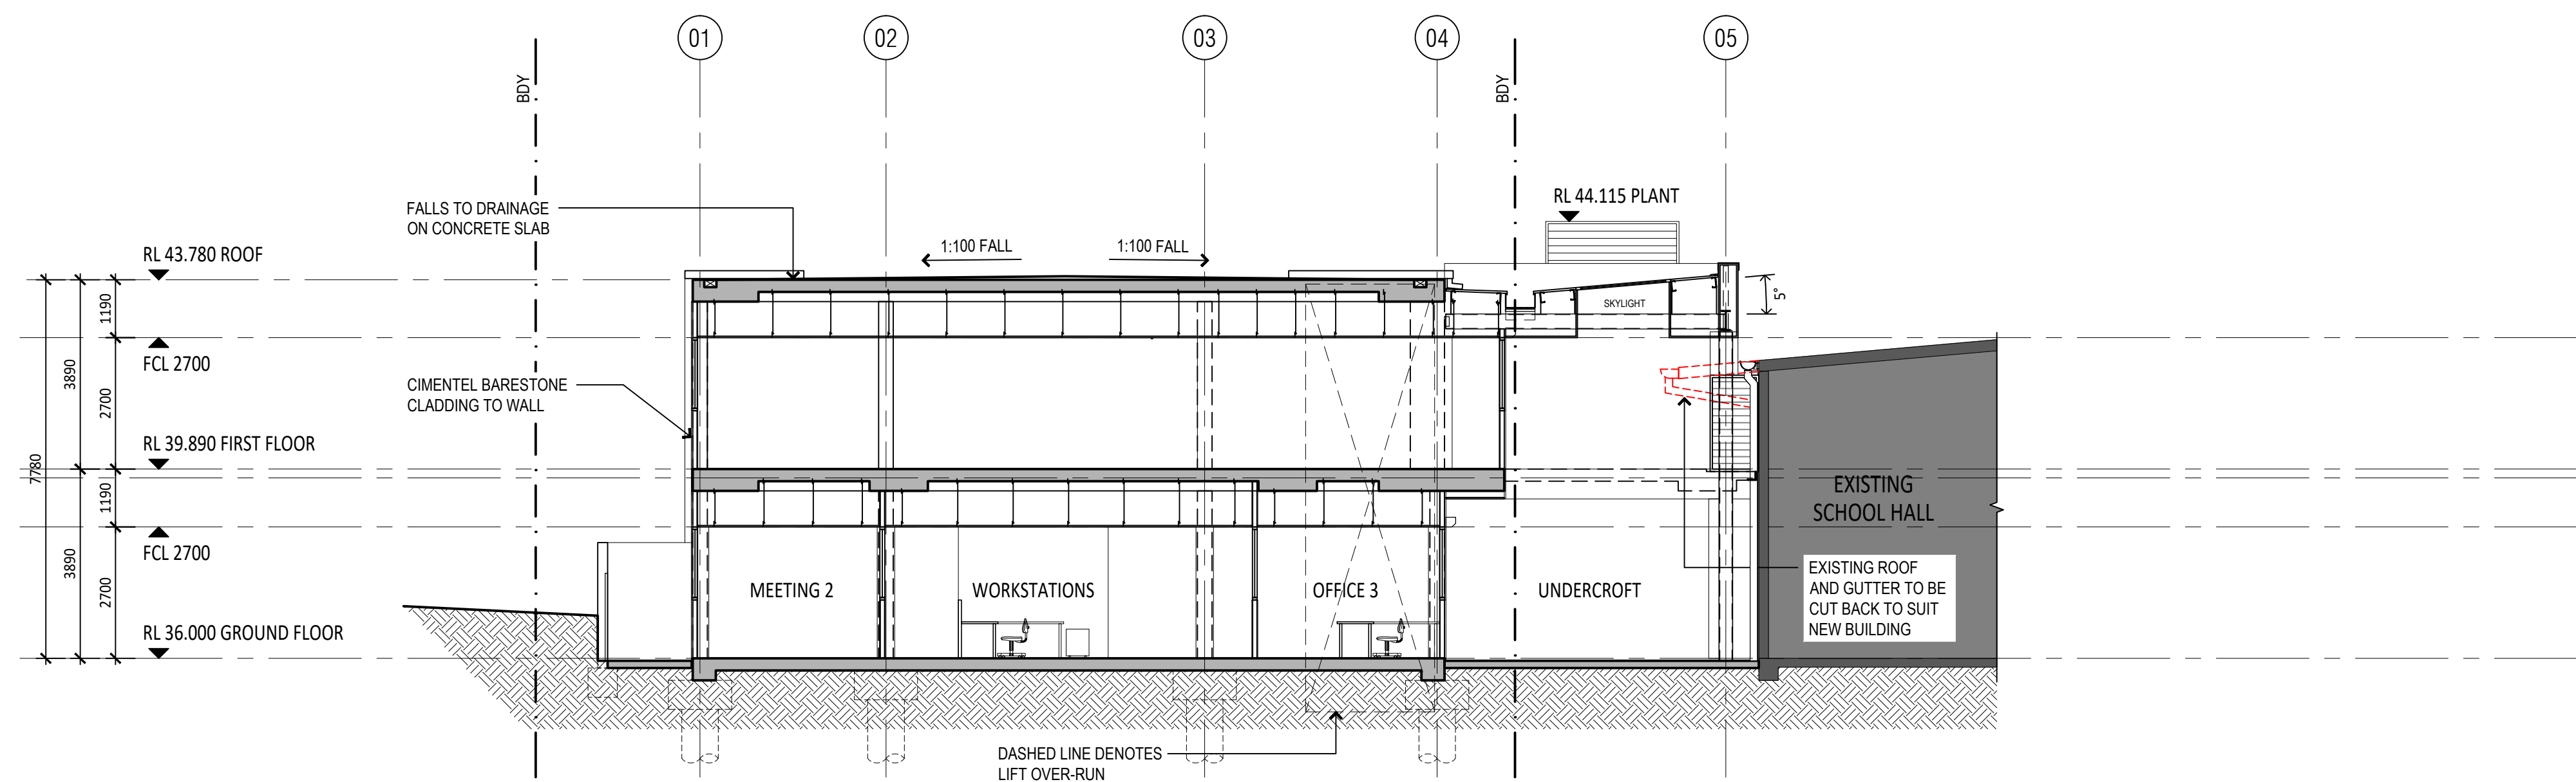 01
02
03
04
05
BDY
BDY
RL 44.115 PLANT
FALLS TO DRAINAGE
ON CONCRETE SLAB
1:100 FALL
1:100 FALL
RL 43.780 ROOF
1190
5°
SKYLIGHT
FCL 2700
3890
2700
CIMENTEL BARESTONE
CLADDING TO WALL
RL 39.890 FIRST FLOOR
7780
1190
EXISTING
SCHOOL HALL
FCL 2700
3890
2700
MEETING 2
WORKSTATIONS
OFFICE 3
UNDERCROFT
EXISTING ROOF
AND GUTTER TO BE
CUT BACK TO SUIT
NEW BUILDING
RL 36.000 GROUND FLOOR
DASHED LINE DENOTES
LIFT OVER-RUN